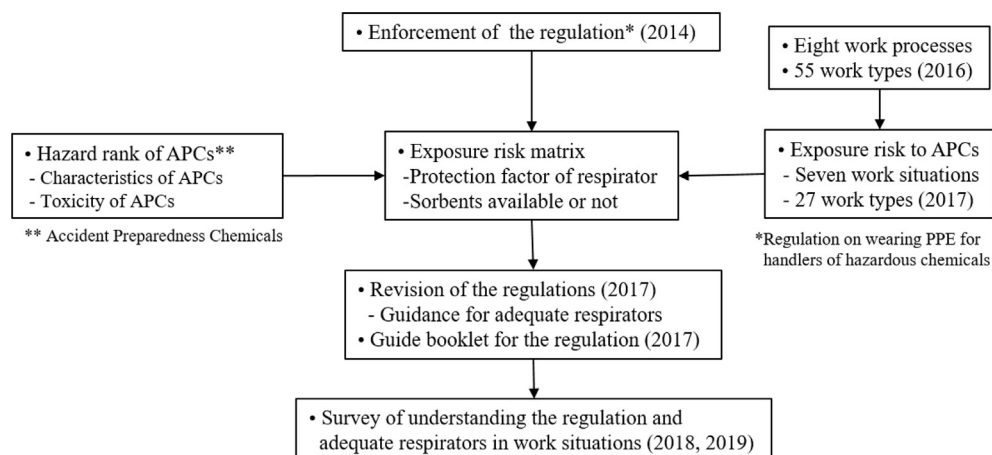 • Enforcement of the regulation* (2014)
• Eight work processes
• 55 work types (2016)
• Hazard rank of APCs**
- Characteristics of APCs
- Toxicity of APCs
** Accident Preparedness Chemicals
• Exposure risk matrix
-Protection factor of respirator
-Sorbents available or not
• Exposure risk to APCs
- Seven work situations
- 27 work types (2017)
*Regulation on wearing PPE for
handlers of hazardous chemicals
• Revision of the regulations (2017)
- Guidance for adequate respirators
• Guide booklet for the regulation (2017)
• Survey of understanding the regulation and
adequate respirators in work situations (2018, 2019)